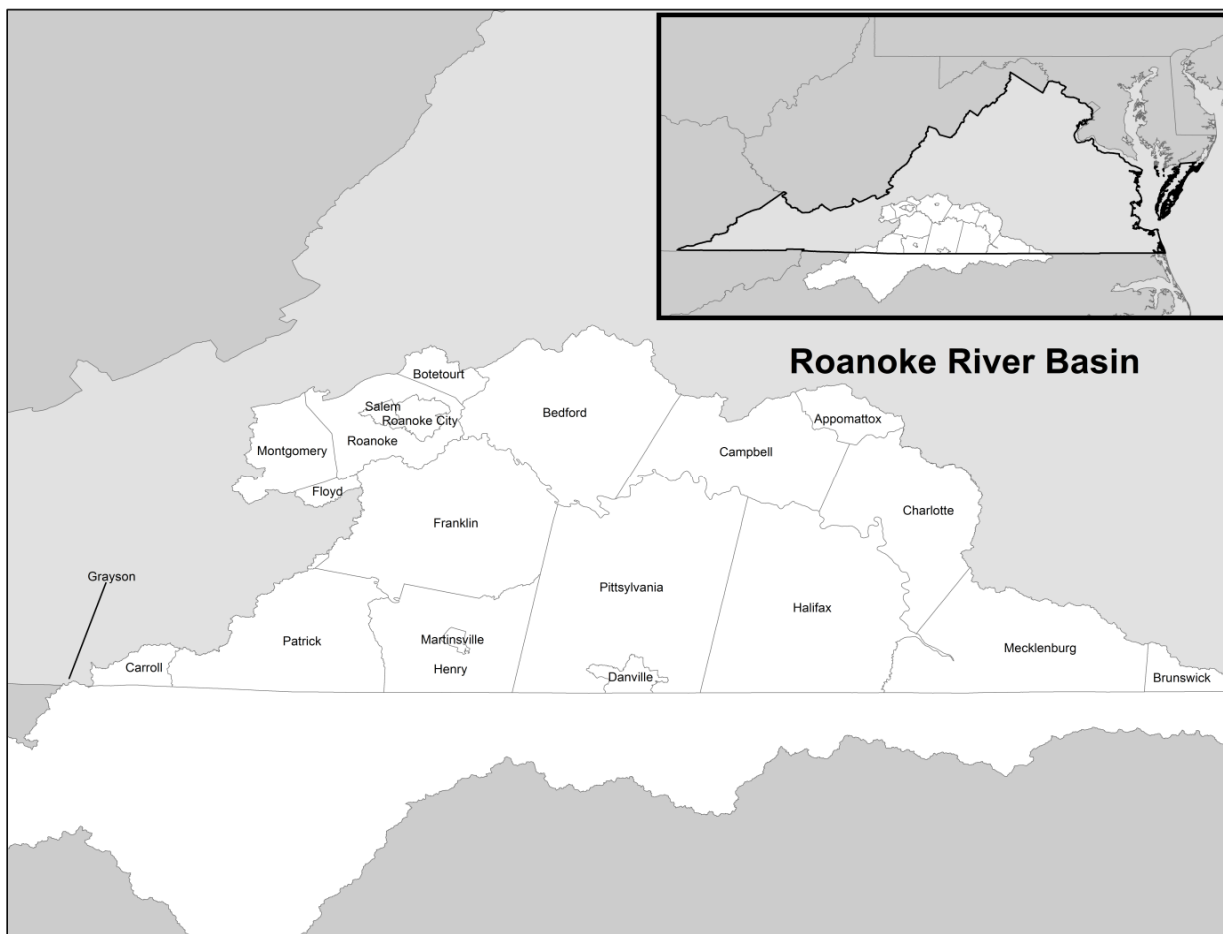 Roanoke River Basin
Botetourt
Salem
Roanoke City
Bedford
Appomattox
Roanoke
Montgomery
Campbell
Floyd
Charlotte
Franklin
Grayson
Pittsylvania
Halifax
Patrick
Martinsville
Mecklenburg
Carroll
Henry
Danville
Brunswick